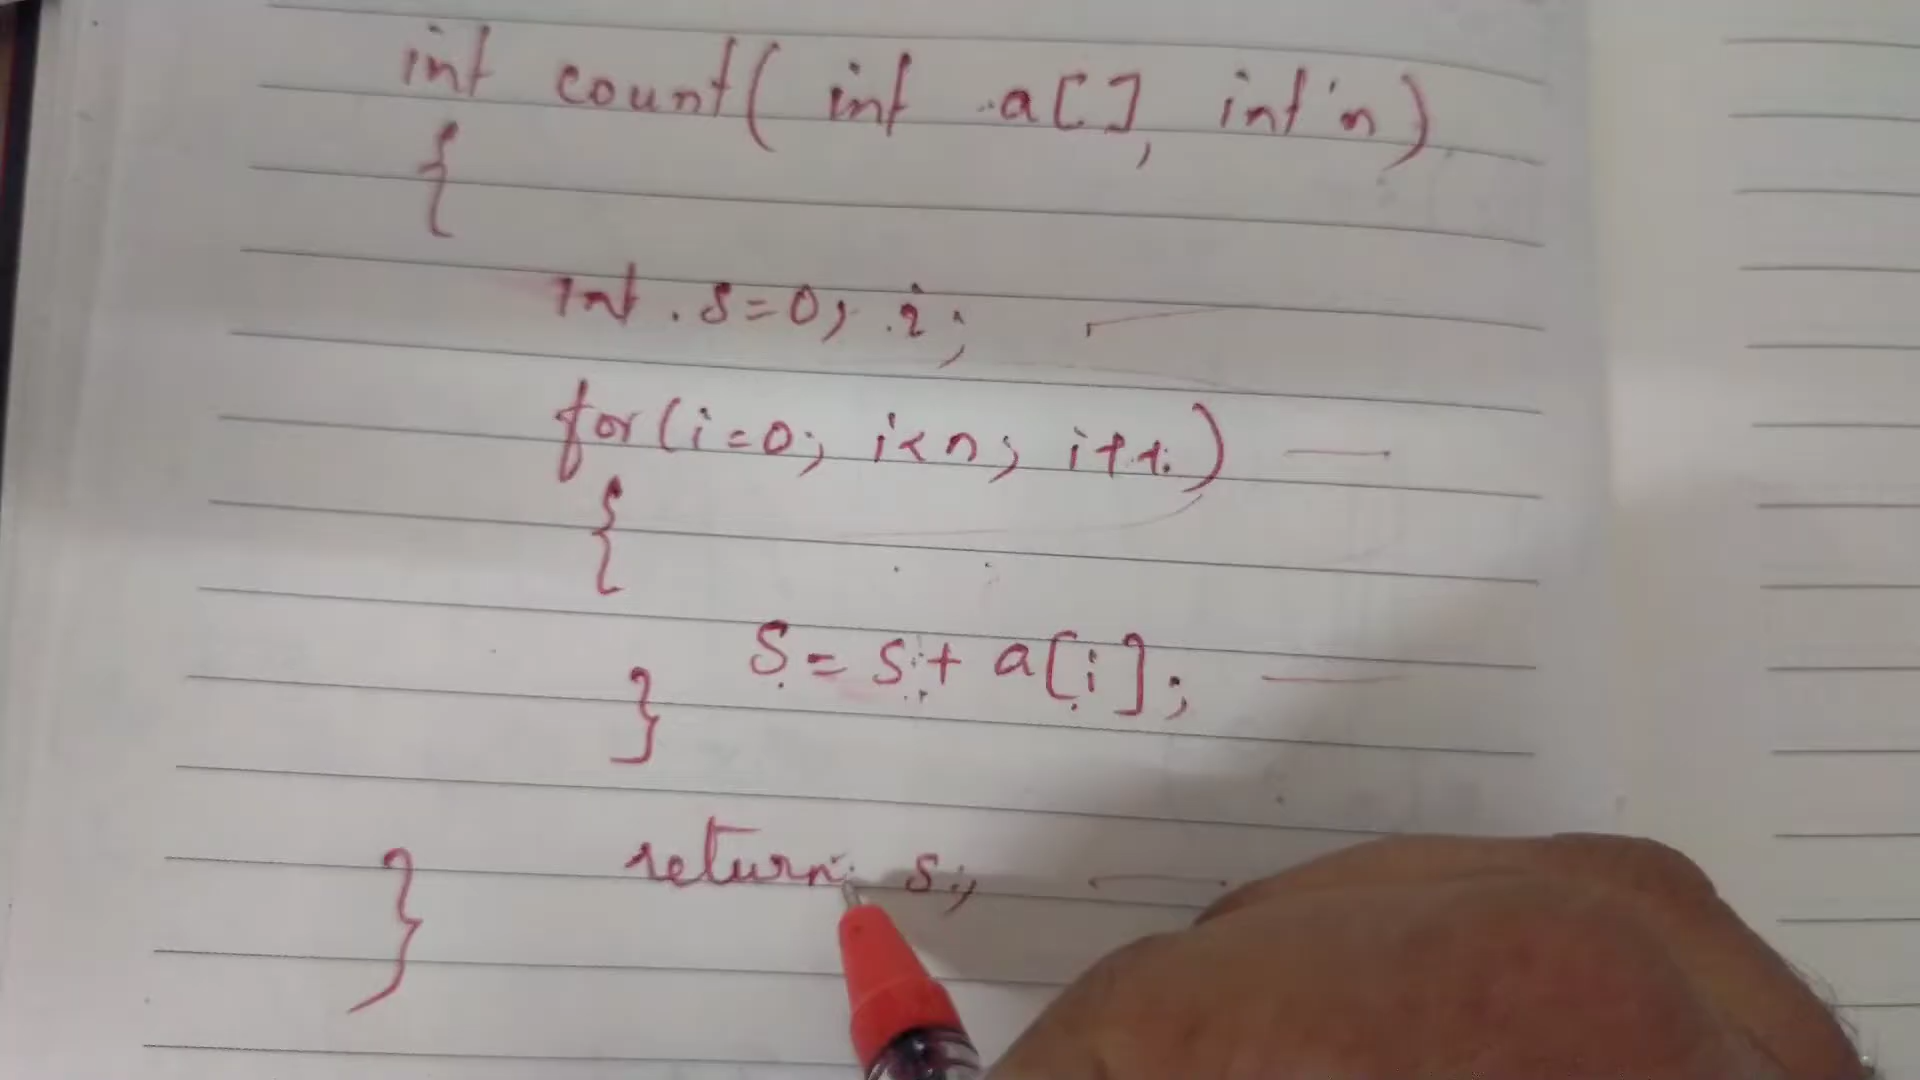 int count( int a[], int n)
{
int s=0, i;
for(i=0; i<n; i++)
{
S = s + a[i];
}
return s;
}